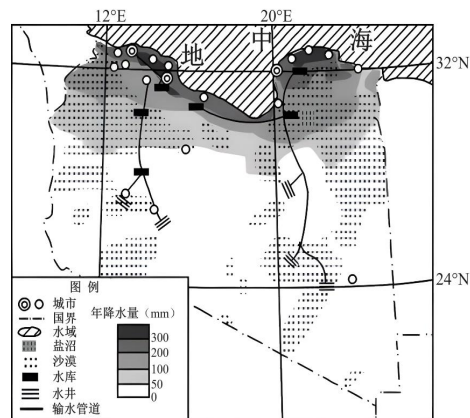 12°E 20°E
地 中 海
32°N
24°N
图 例
城市
国界
水域
盐沼
沙漠
水库
水井
输水管道
年降水量（mm）
300
200
100
50
0